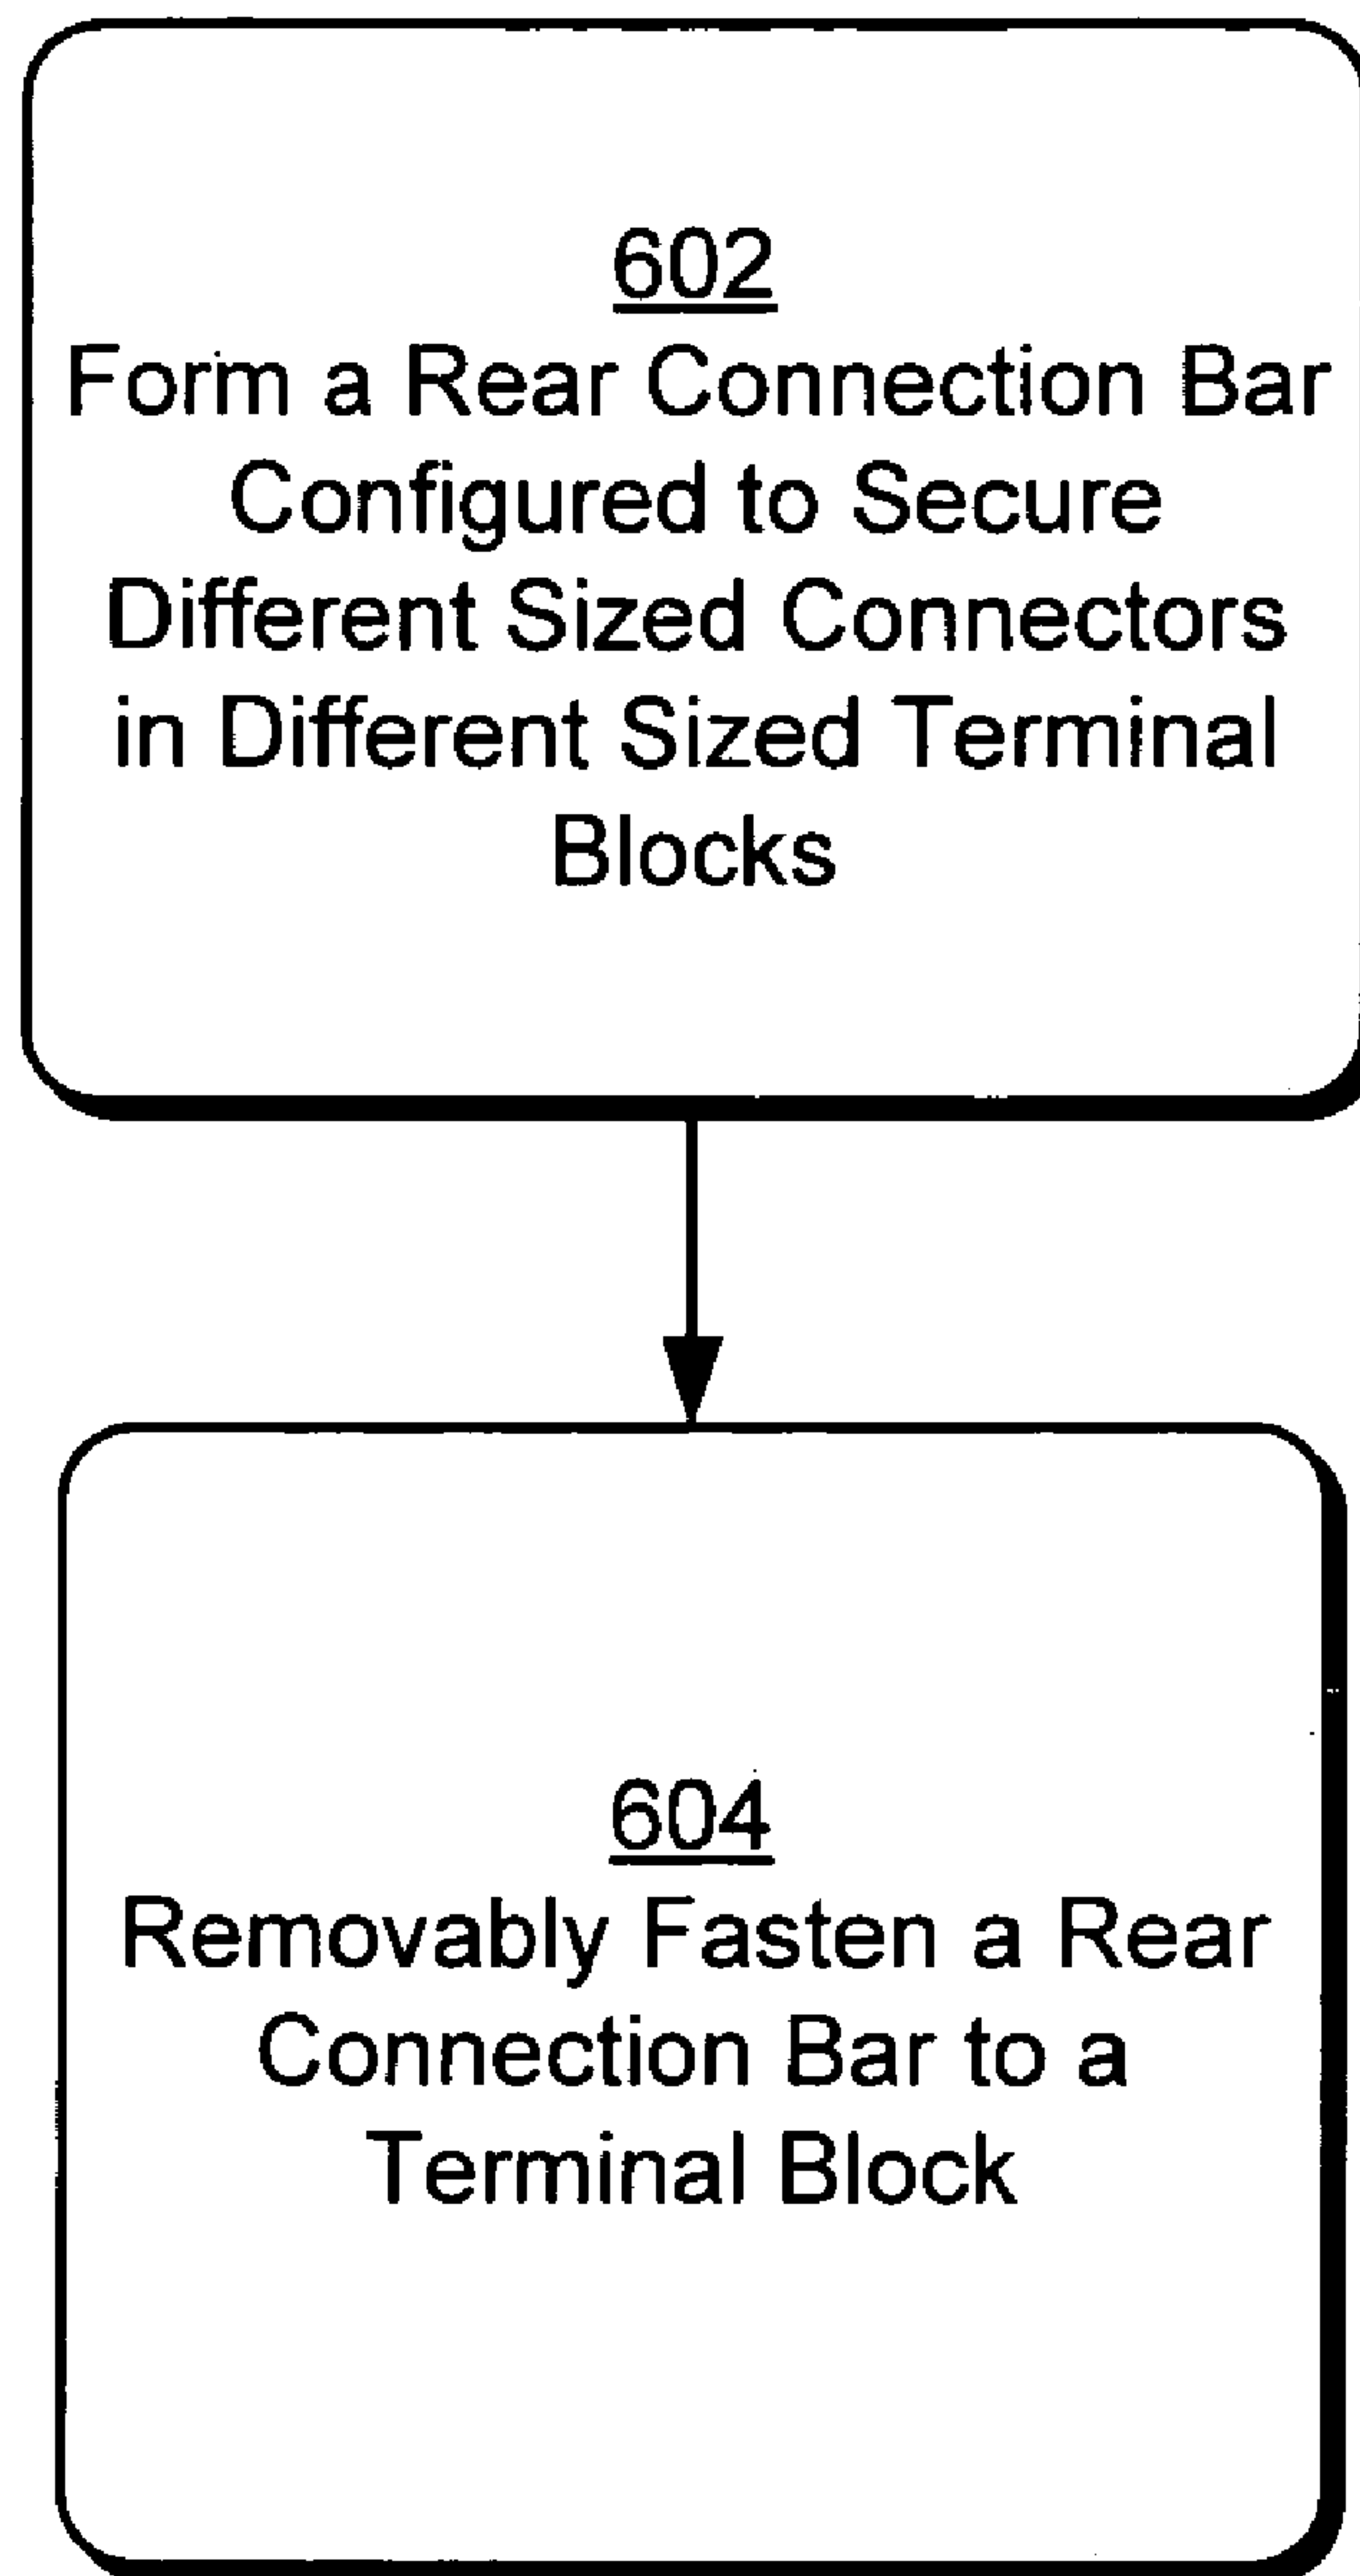 602
Form a Rear Connection Bar
Configured to Secure
Different Sized Connectors
in Different Sized Terminal
Blocks
604
Removably Fasten a Rear
Connection Bar to a
Terminal Block